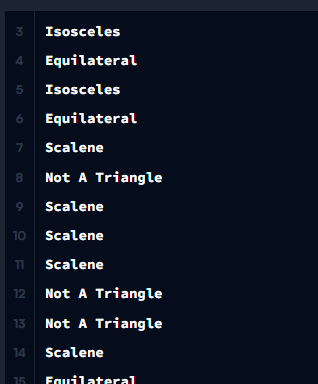 3 Isosceles
4 Equilateral
5 Isosceles
6 Equilateral
7 Scalene
8 Not A Triangle
9 Scalene
10 Scalene
11 Scalene
12 Not A Triangle
13 Not A Triangle
14 Scalene
15 Equilateral